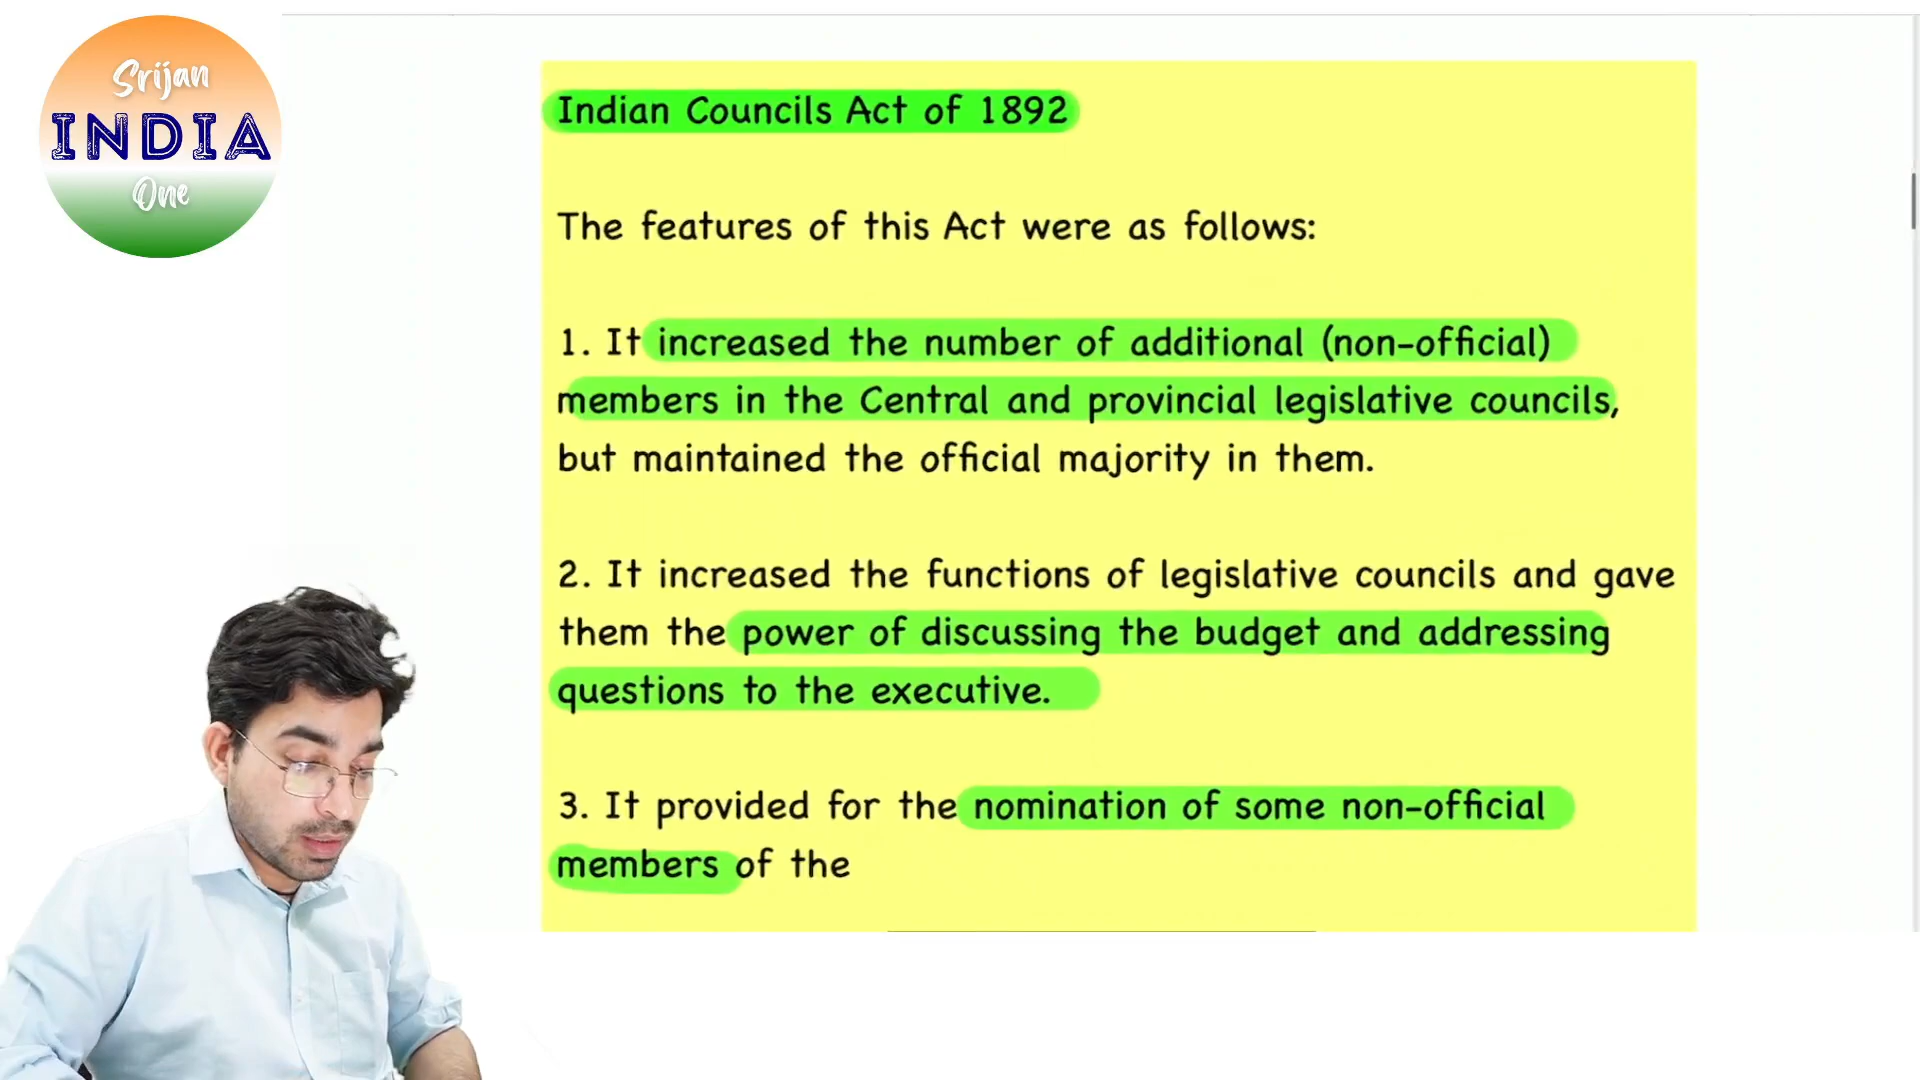 Srijan
INDIA
One
Indian Councils Act of 1892
The features of this Act were as follows:
1. It increased the number of additional (non-official)
members in the Central and provincial legislative councils,
but maintained the official majority in them.
2. It increased the functions of legislative councils and gave
them the power of discussing the budget and addressing
questions to the executive.
3. It provided for the nomination of some non-official
members of the